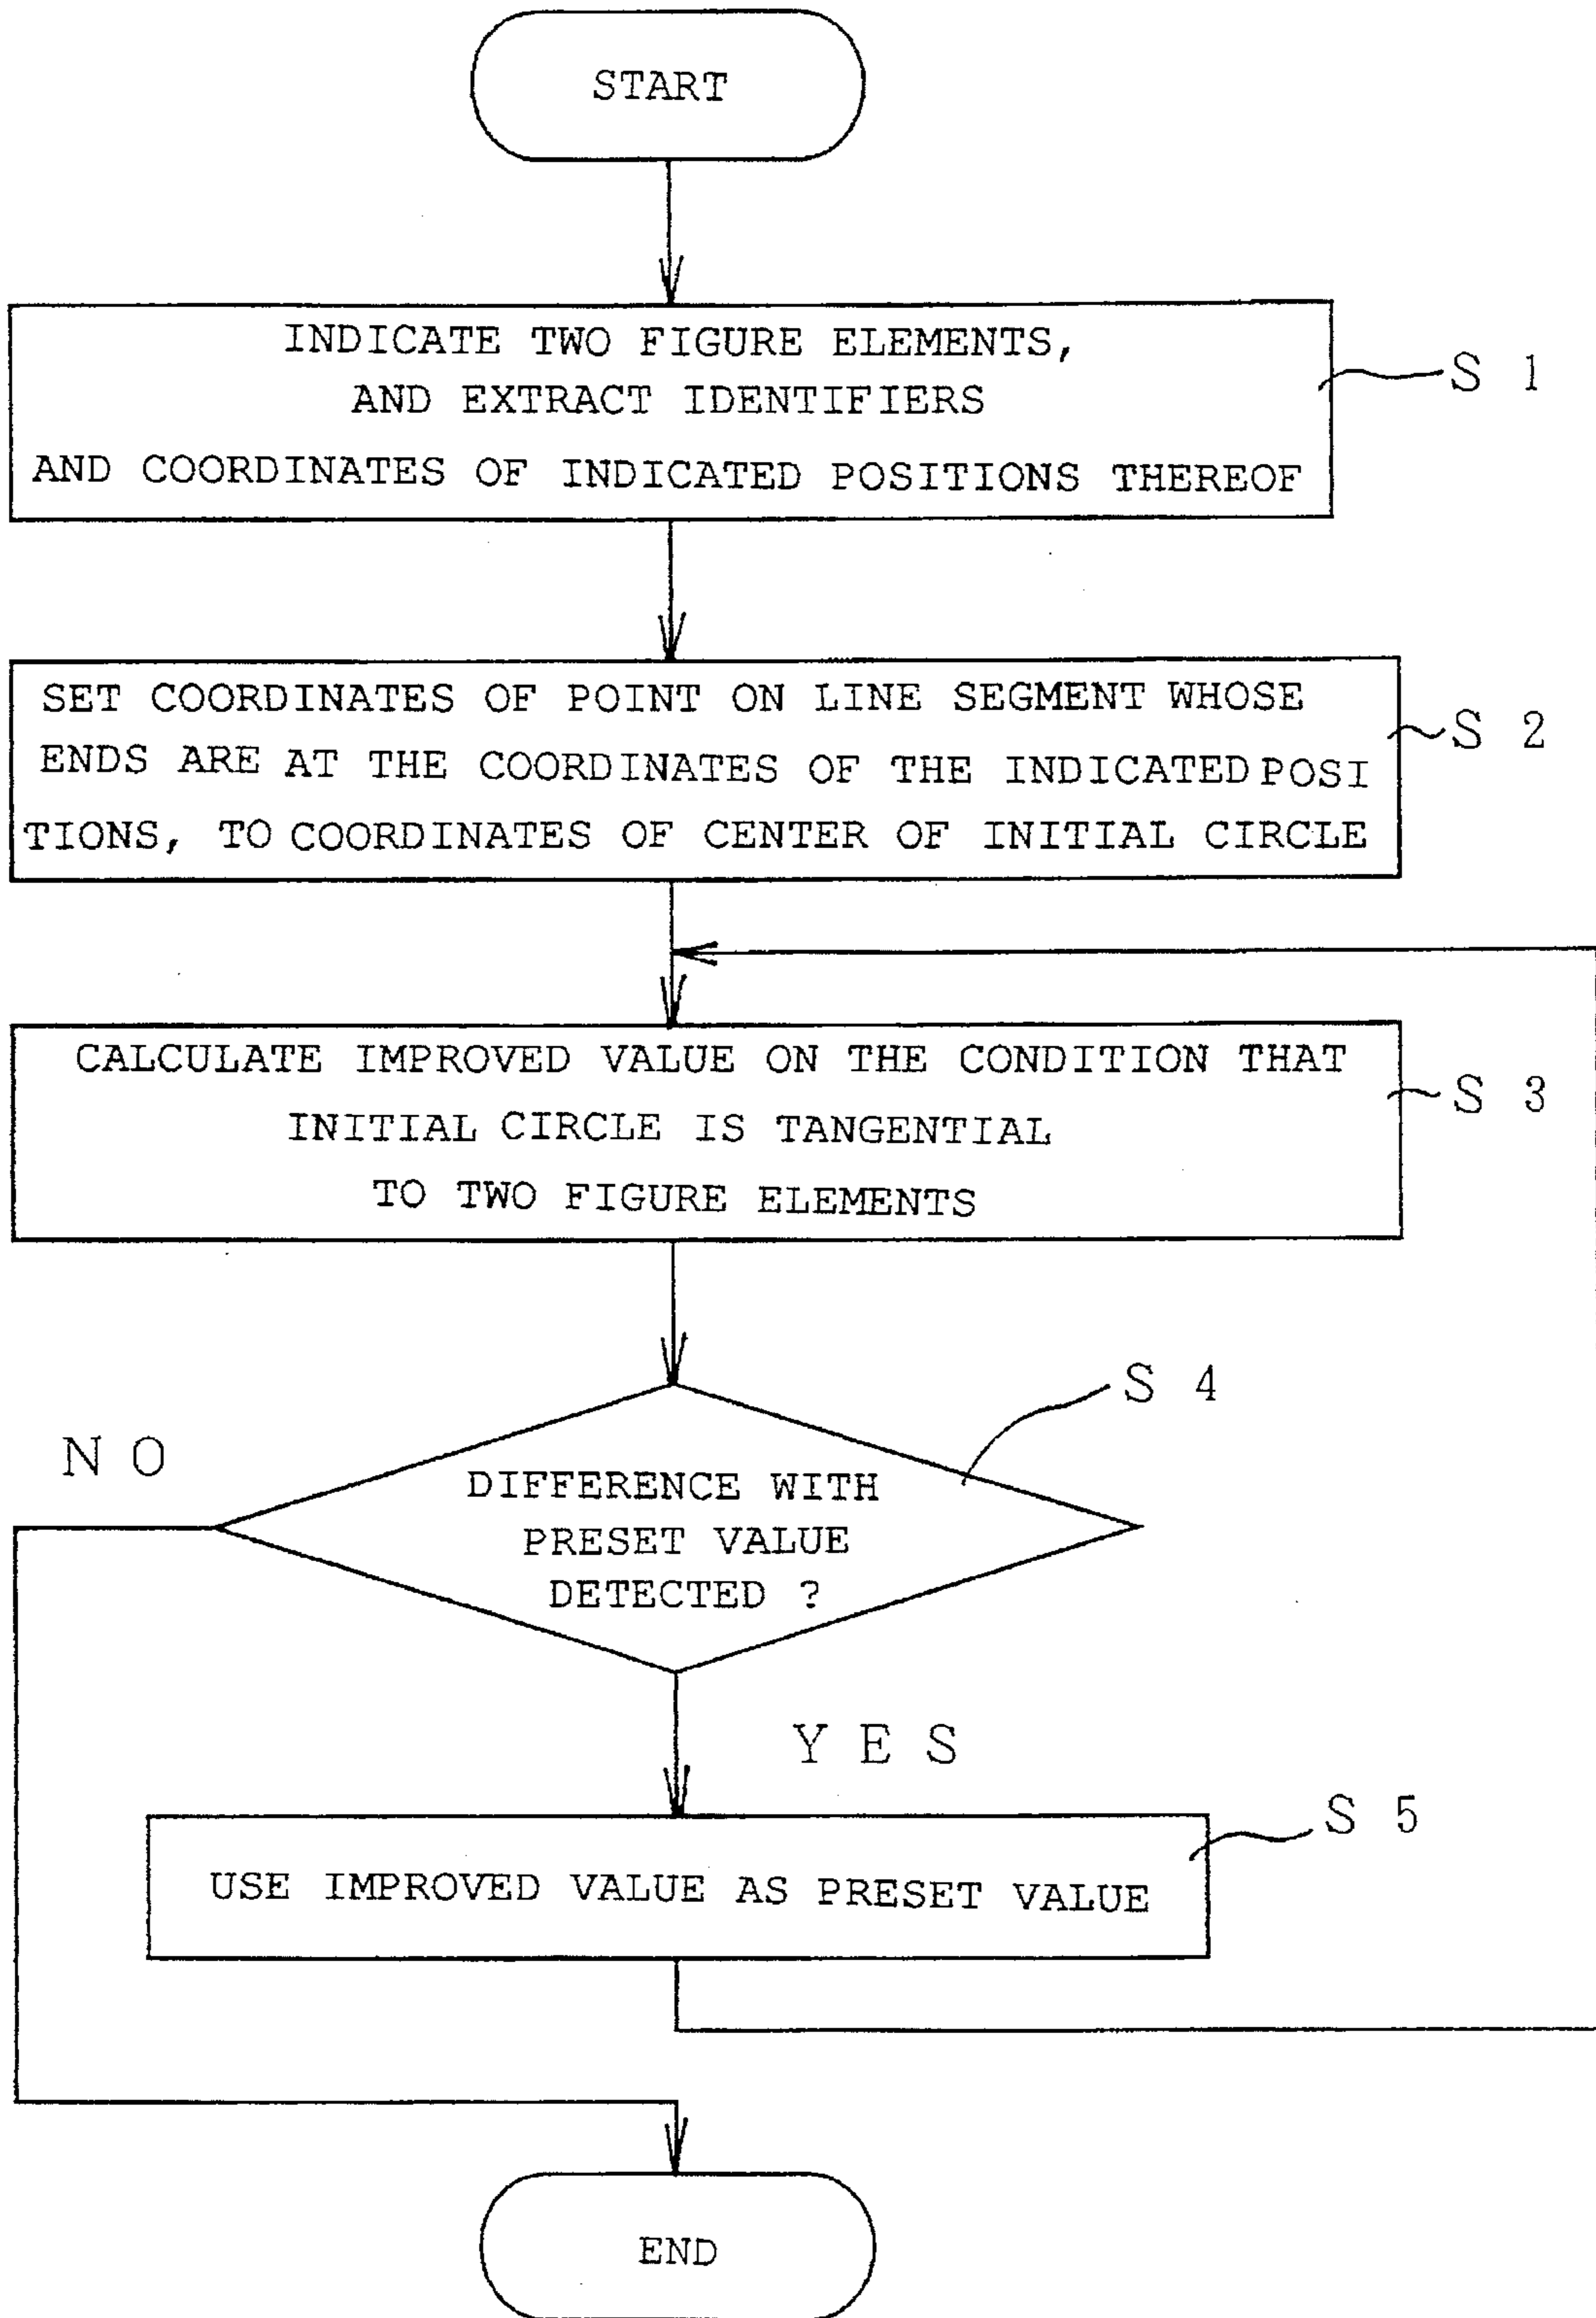 START
INDICATE TWO FIGURE ELEMENTS,
AND EXTRACT IDENTIFIERS
AND COORDINATES OF INDICATED POSITIONS THEREOF
S 1
SET COORDINATES OF POINT ON LINE SEGMENT WHOSE
ENDS ARE AT THE COORDINATES OF THE INDICATED POSI
TIONS, TO COORDINATES OF CENTER OF INITIAL CIRCLE
S 2
CALCULATE IMPROVED VALUE ON THE CONDITION THAT
INITIAL CIRCLE IS TANGENTIAL
TO TWO FIGURE ELEMENTS
S 3
S 4
NO
DIFFERENCE WITH
PRESET VALUE
DETECTED ?
YES
S 5
USE IMPROVED VALUE AS PRESET VALUE
END